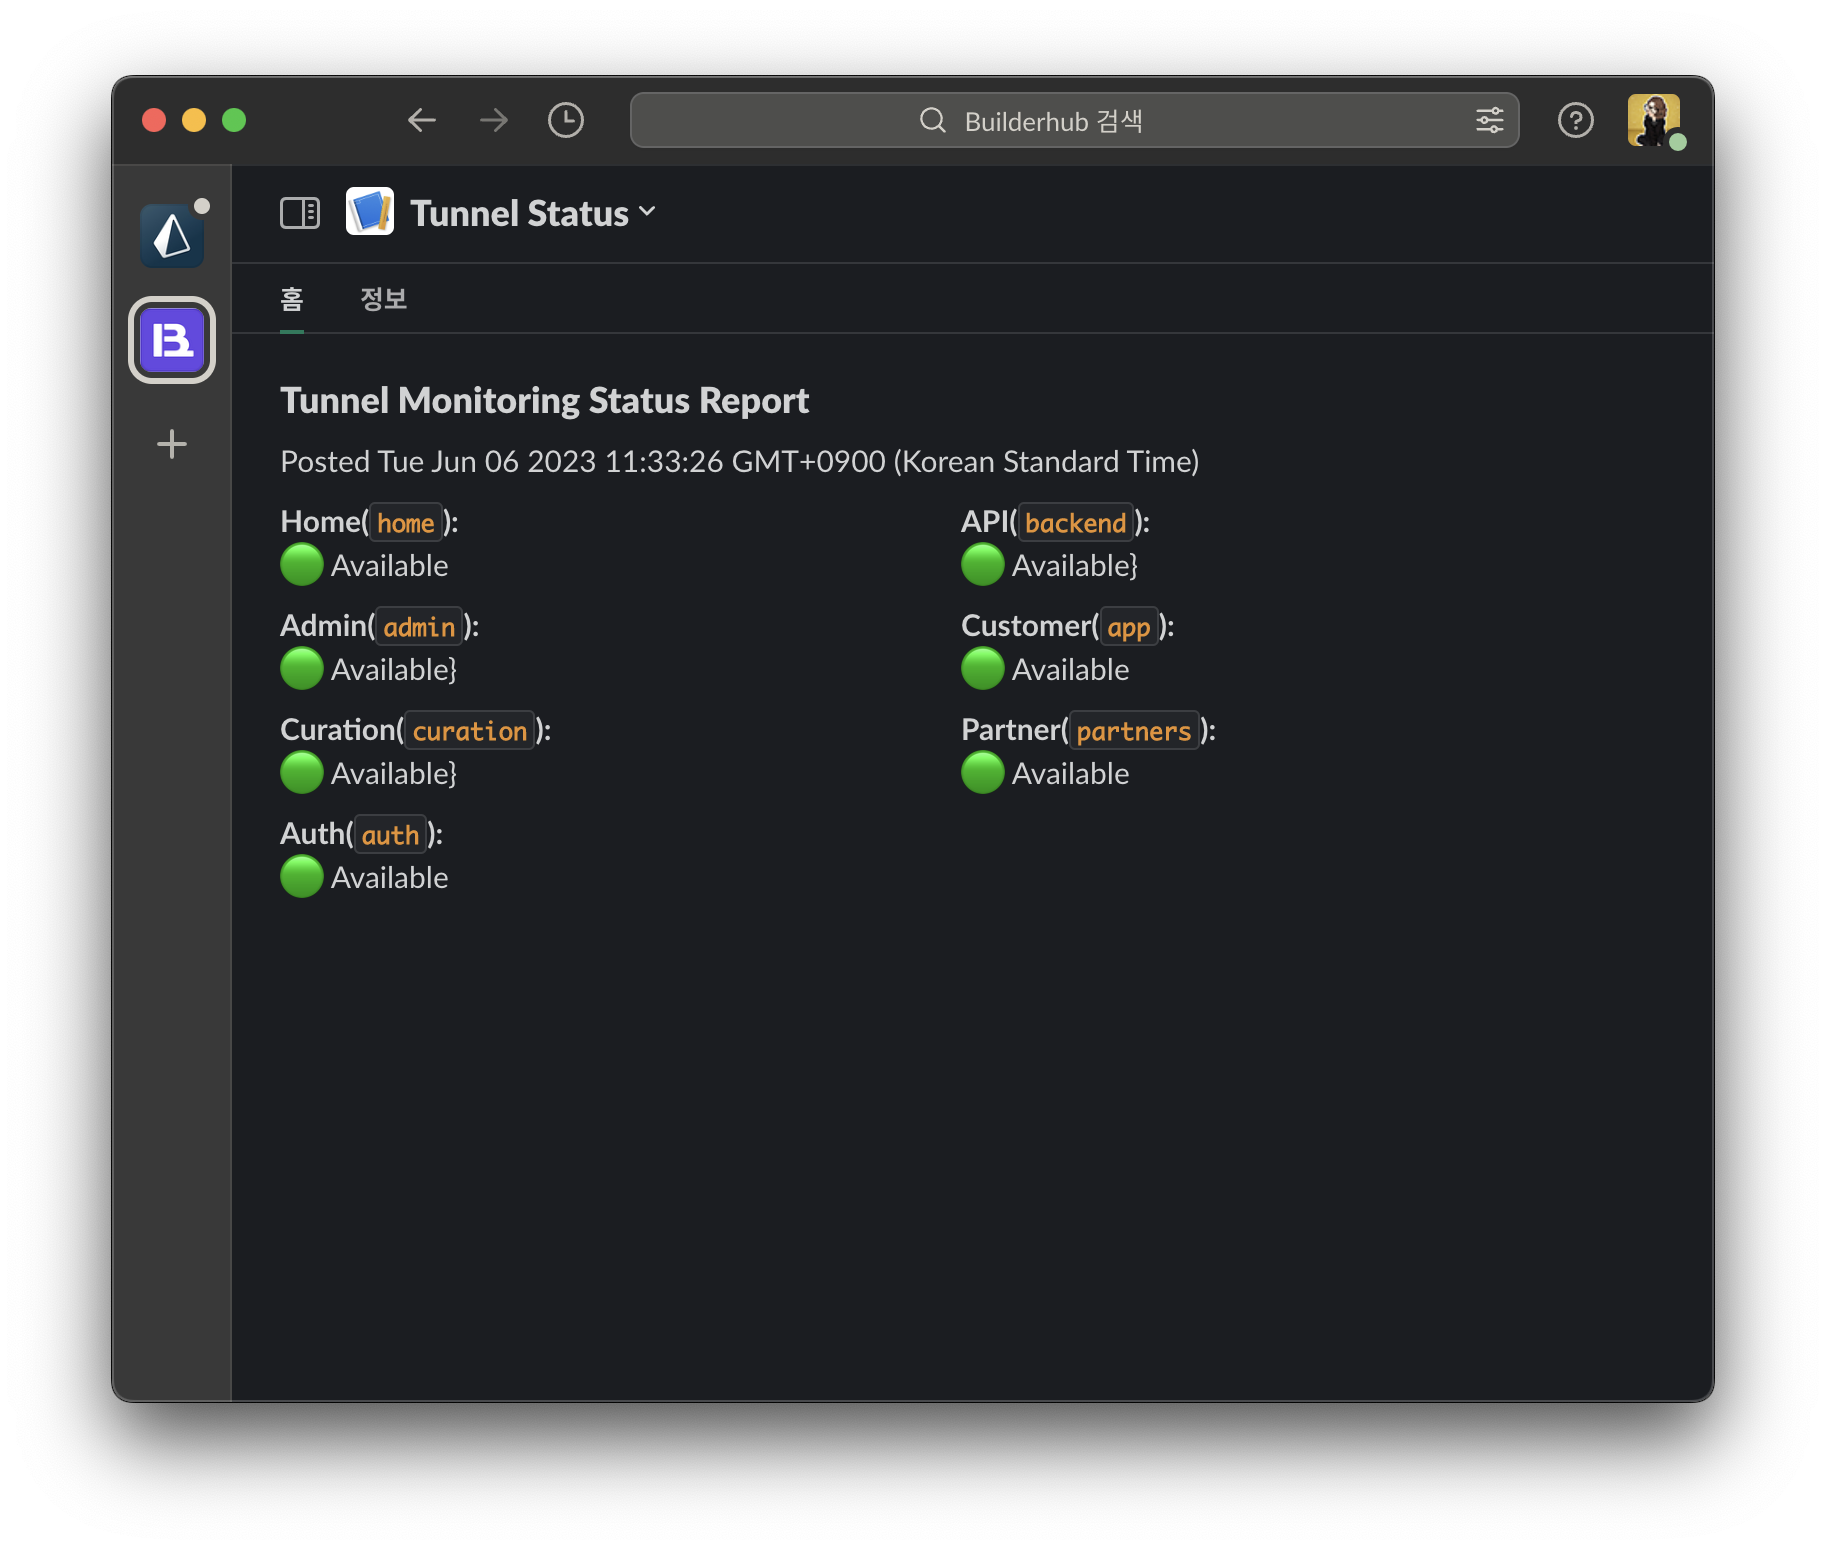 Builderhub 검색
Tunnel Status
홈 정보
Tunnel Monitoring Status Report
Posted Tue Jun 06 2023 11:33:26 GMT+0900 (Korean Standard Time)
Home(home):
Available
API(backend):
Available}
Admin(admin):
Available}
Customer(app):
Available
Curation(curation):
Available}
Partner(partners):
Available
Auth(auth):
Available